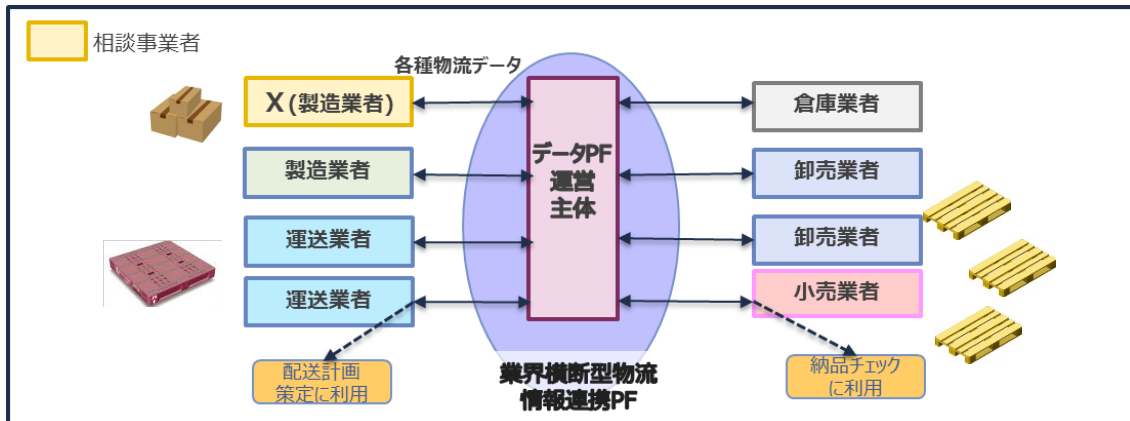 相談事業者
各種物流データ
X(製造業者)
製造業者
運送業者
運送業者
データPF
運営
主体
倉庫業者
卸売業者
卸売業者
小売業者
配送計画
策定に利用
業界横断型物流
情報連携PF
納品チェック
に利用